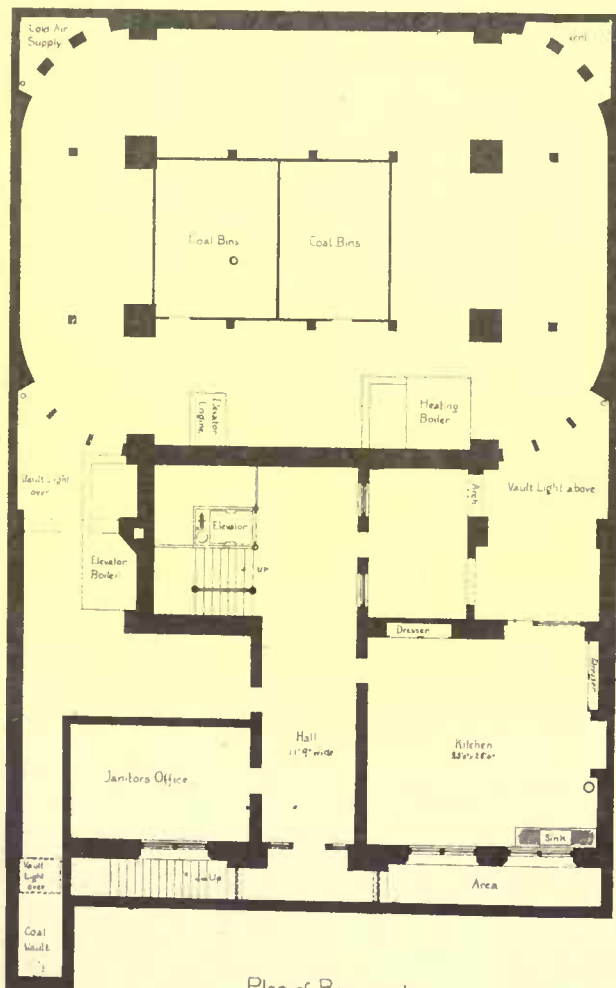 Cold Air
Supply
Vent
Coal Bins
Coal Bins
Elevator
Engine
Heating
Boiler
Vault Light
over
Arch
Vault Light above
Elevator
Elevator
Boiler
UP
Dresser
Dresser
Hall
11'9" wide
Kitchen
Janitors Office
Sink
Vault
Light
over
Up
Area
Coal
Vault
Plan of Basement